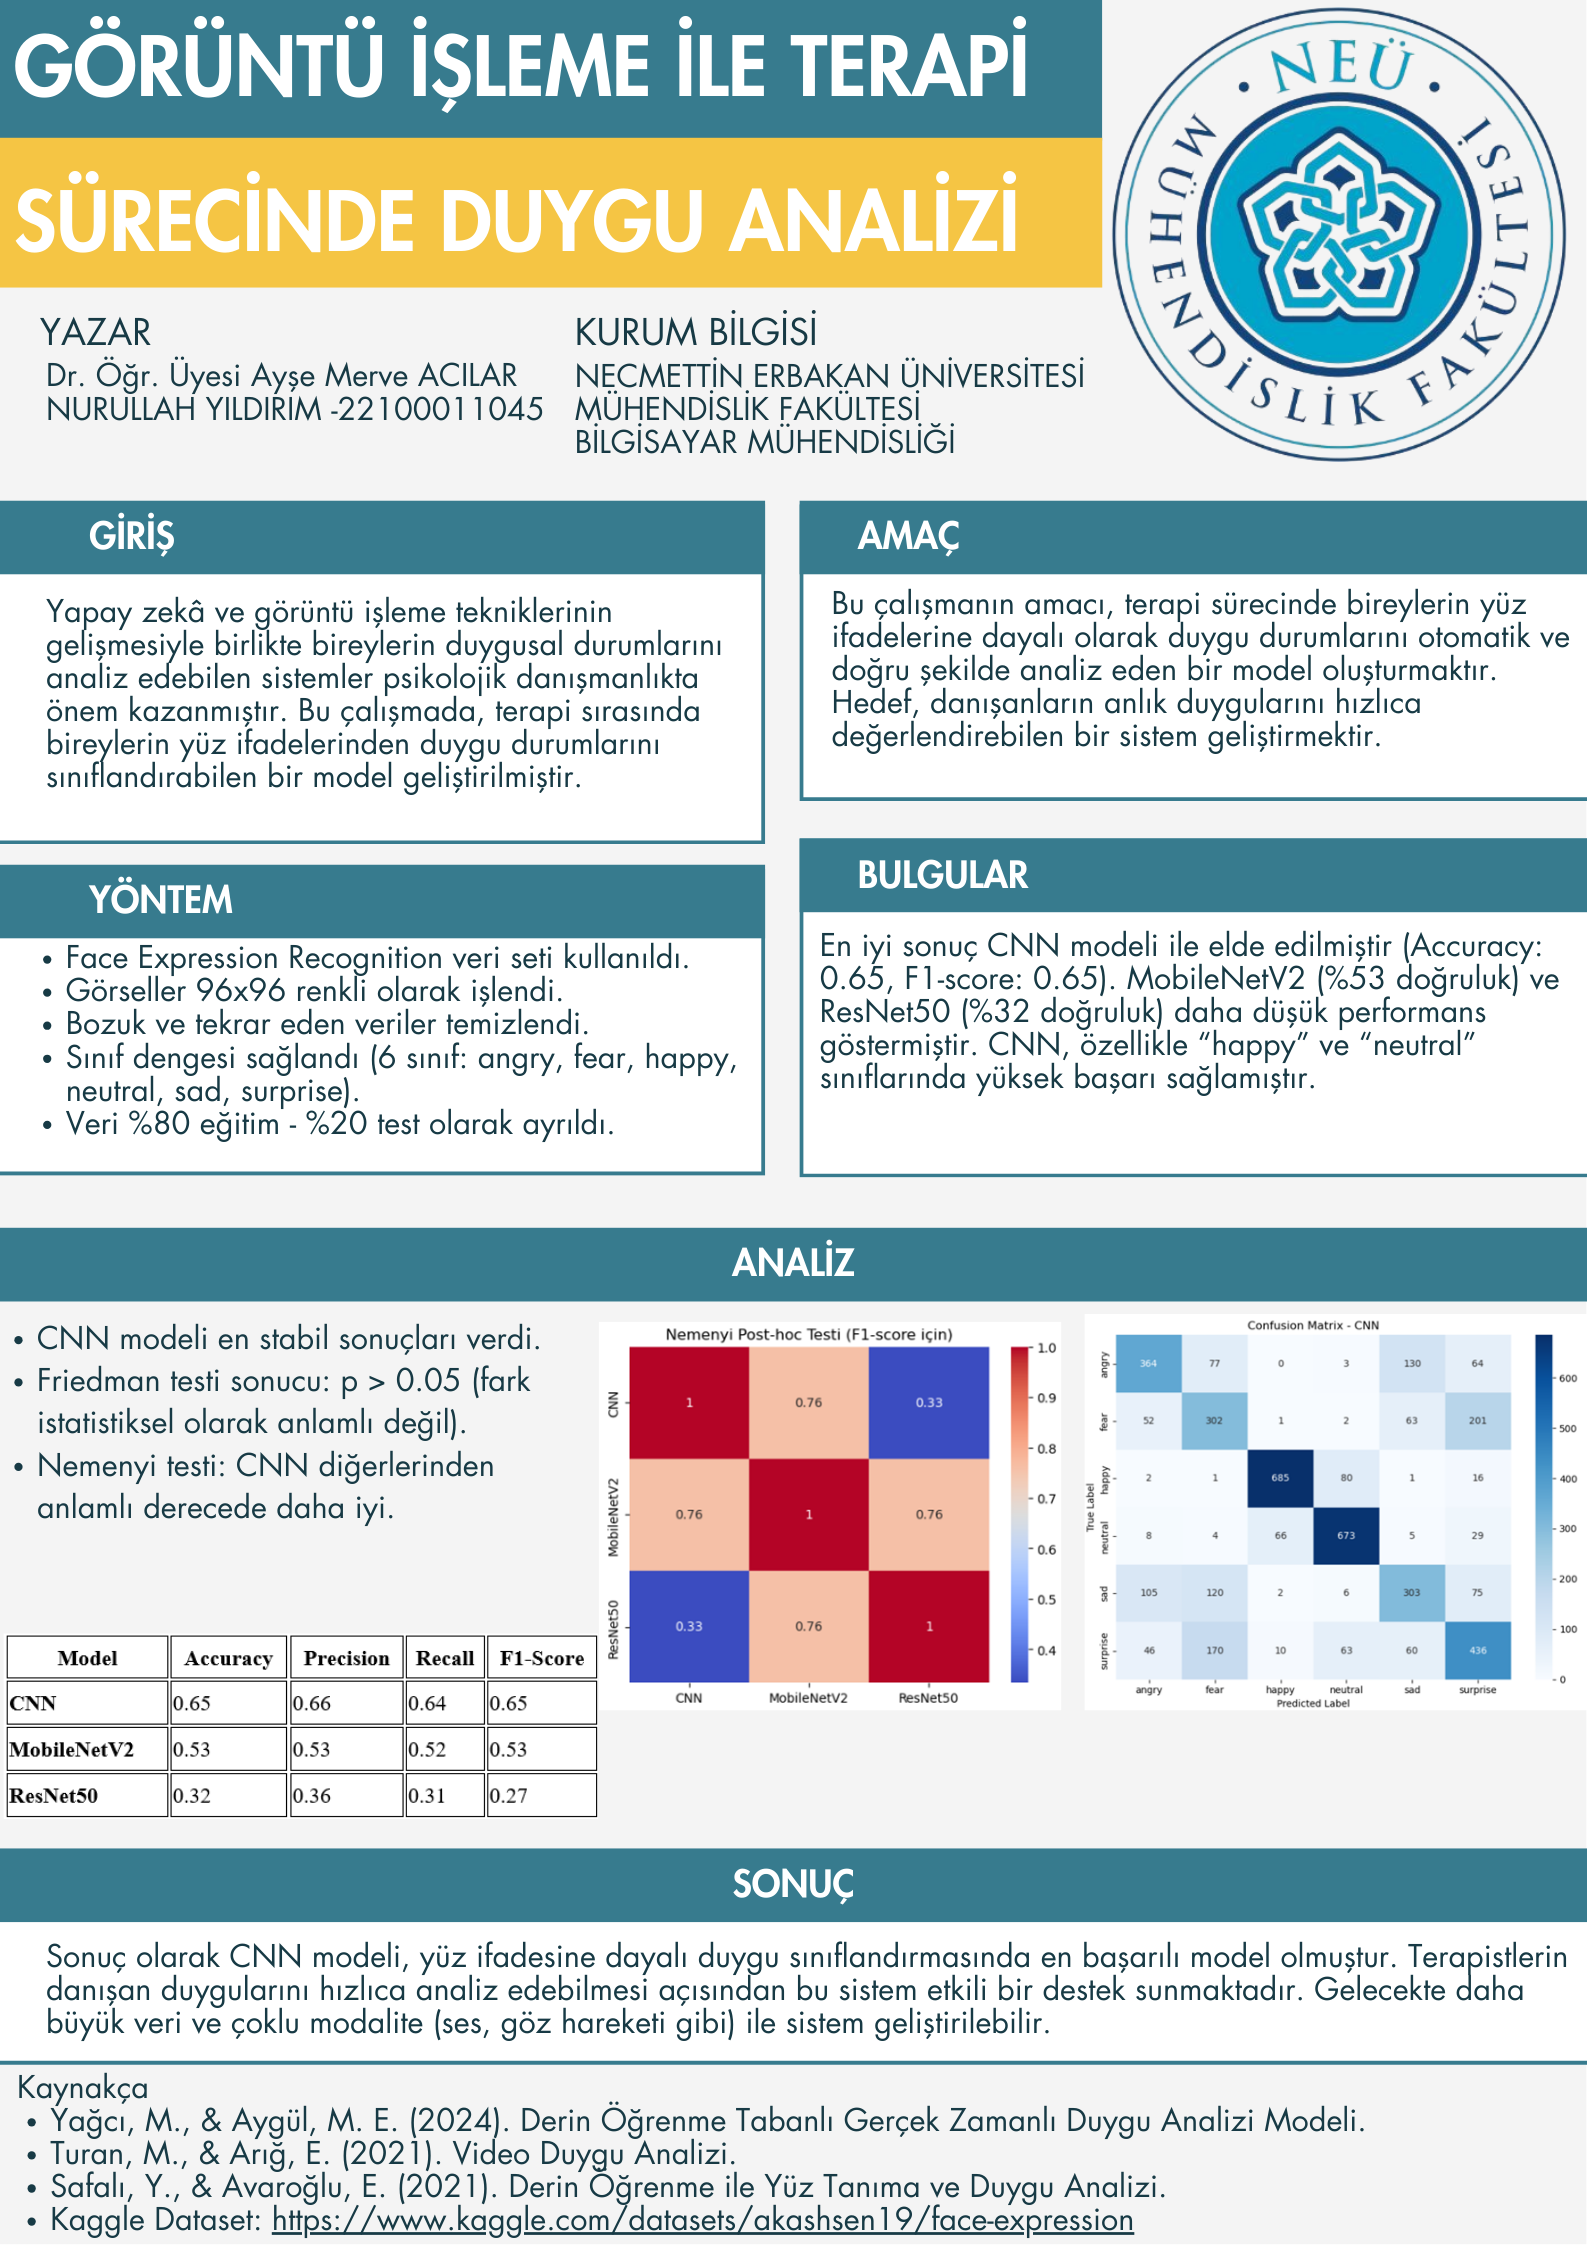 GÖRÜNTÜ İŞLEME İLE TERAPİ
SÜRECİNDE DUYGU ANALİZİ
· NEÜ ·
MÜHENDİSLİK FAKÜLTESİ
YAZAR
Dr. Öğr. Üyesi Ayşe Merve ACILAR
NURULLAH YILDIRIM -22100011045
KURUM BİLGİSİ
NECMETTİN ERBAKAN ÜNİVERSİTESİ
MÜHENDİSLİK FAKÜLTESİ
BİLGİSAYAR MÜHENDİSLİĞİ
GİRİŞ
Yapay zekâ ve görüntü işleme tekniklerinin
gelişmesiyle birlikte bireylerin duygusal durumlarını
analiz edebilen sistemler psikolojik danışmanlıkta
önem kazanmıştır. Bu çalışmada, terapi sırasında
bireylerin yüz ifadelerinden duygu durumlarını
sınıflandırabilen bir model geliştirilmiştir.
AMAÇ
Bu çalışmanın amacı, terapi sürecinde bireylerin yüz
ifadelerine dayalı olarak duygu durumlarını otomatik ve
doğru şekilde analiz eden bir model oluşturmaktır.
Hedef, danışanların anlık duygularını hızlıca
değerlendirebilen bir sistem geliştirmektir.
YÖNTEM
• Face Expression Recognition veri seti kullanıldı.
• Görseller 96x96 renkli olarak işlendi.
• Bozuk ve tekrar eden veriler temizlendi.
• Sınıf dengesi sağlandı (6 sınıf: angry, fear, happy,
neutral, sad, surprise).
• Veri %80 eğitim - %20 test olarak ayrıldı.
BULGULAR
En iyi sonuç CNN modeli ile elde edilmiştir (Accuracy:
0.65, F1-score: 0.65). MobileNetV2 (%53 doğruluk) ve
ResNet50 (%32 doğruluk) daha düşük performans
göstermiştir. CNN, özellikle “happy” ve “neutral”
sınıflarında yüksek başarı sağlamıştır.
ANALİZ
• CNN modeli en stabil sonuçları verdi.
• Friedman testi sonucu: p > 0.05 (fark
istatistiksel olarak anlamlı değil).
• Nemenyi testi: CNN diğerlerinden
anlamlı derecede daha iyi.
Model Accuracy Precision Recall F1-Score
CNN 0.65 0.66 0.64 0.65
MobileNetV2 0.53 0.53 0.52 0.53
ResNet50 0.32 0.36 0.31 0.27
Nemenyi Post-hoc Testi (F1-score için)
CNN 1 0.76 0.33
MobileNetV2 0.76 1 0.76
ResNet50 0.33 0.76 1
CNN MobileNetV2 ResNet50
1.0
0.9
0.8
0.7
0.6
0.5
0.4
Confusion Matrix - CNN
True Label
angry 364 77 0 3 130 64
fear 52 302 1 2 63 201
happy 2 1 685 80 1 16
neutral 8 4 66 673 5 29
sad 105 120 2 6 303 75
surprise 46 170 10 63 60 436
angry fear happy neutral sad surprise
Predicted Label
600
500
400
300
200
100
0
SONUÇ
Sonuç olarak CNN modeli, yüz ifadesine dayalı duygu sınıflandırmasında en başarılı model olmuştur. Terapistlerin
danışan duygularını hızlıca analiz edebilmesi açısından bu sistem etkili bir destek sunmaktadır. Gelecekte daha
büyük veri ve çoklu modalite (ses, göz hareketi gibi) ile sistem geliştirilebilir.
Kaynakça
• Yağcı, M., & Aygül, M. E. (2024). Derin Öğrenme Tabanlı Gerçek Zamanlı Duygu Analizi Modeli.
• Turan, M., & Arığ, E. (2021). Video Duygu Analizi.
• Safalı, Y., & Avaroğlu, E. (2021). Derin Öğrenme ile Yüz Tanıma ve Duygu Analizi.
• Kaggle Dataset: https://www.kaggle.com/datasets/akashsen19/face-expression